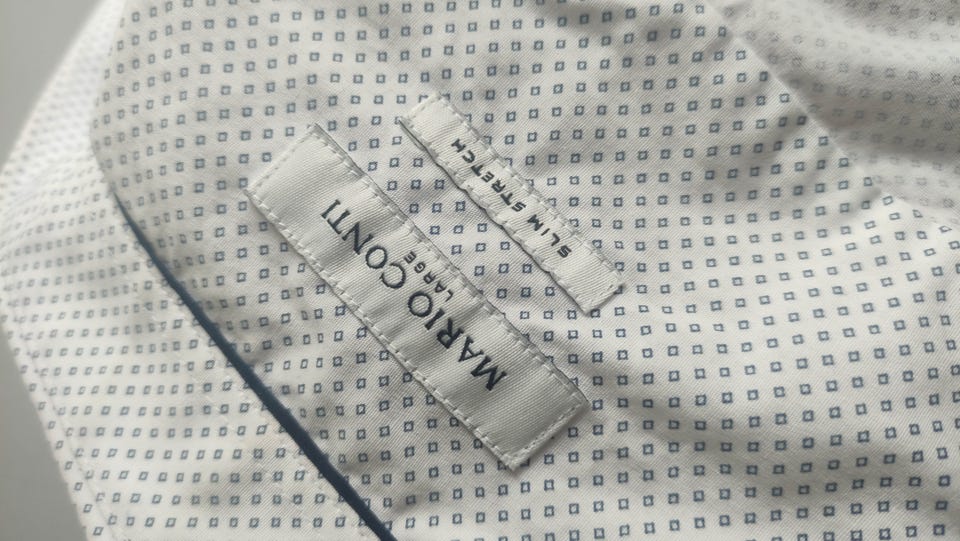 MARIO CONTI
LARGE
SLIM STRETCH